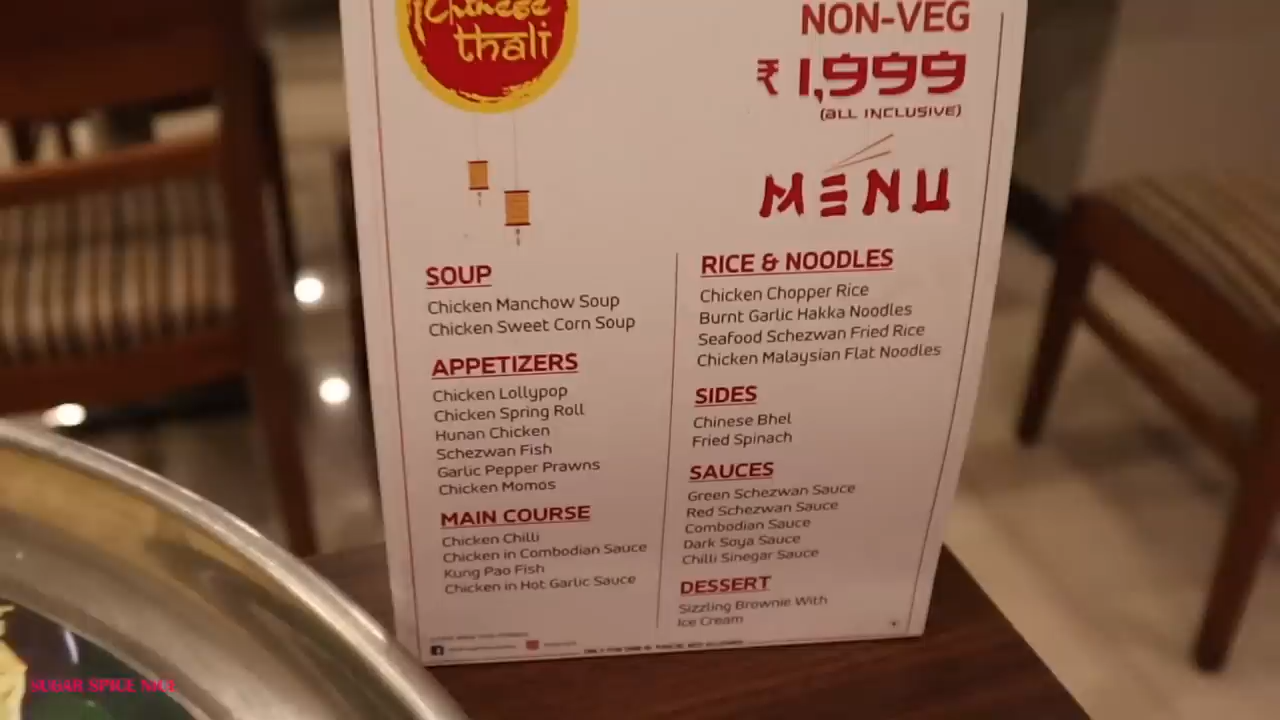 Chinese
thali
NON-VEG
₹ 1,999
(ALL INCLUSIVE)
MENU
SOUP
Chicken Manchow Soup
Chicken Sweet Corn Soup
APPETIZERS
Chicken Lollypop
Chicken Spring Roll
Hunan Chicken
Schezwan Fish
Garlic Pepper Prawns
Chicken Momos
MAIN COURSE
Chicken Chilli
Chicken in Combodian Sauce
Kung Pao Fish
Chicken in Hot Garlic Sauce
RICE & NOODLES
Chicken Chopper Rice
Burnt Garlic Hakka Noodles
Seafood Schezwan Fried Rice
Chicken Malaysian Flat Noodles
SIDES
Chinese Bhel
Fried Spinach
SAUCES
Green Schezwan Sauce
Red Schezwan Sauce
Combodian Sauce
Dark Soya Sauce
Chilli Sinegar Sauce
DESSERT
Sizzling Brownie With
Ice Cream
SUGAR SPICE NICE